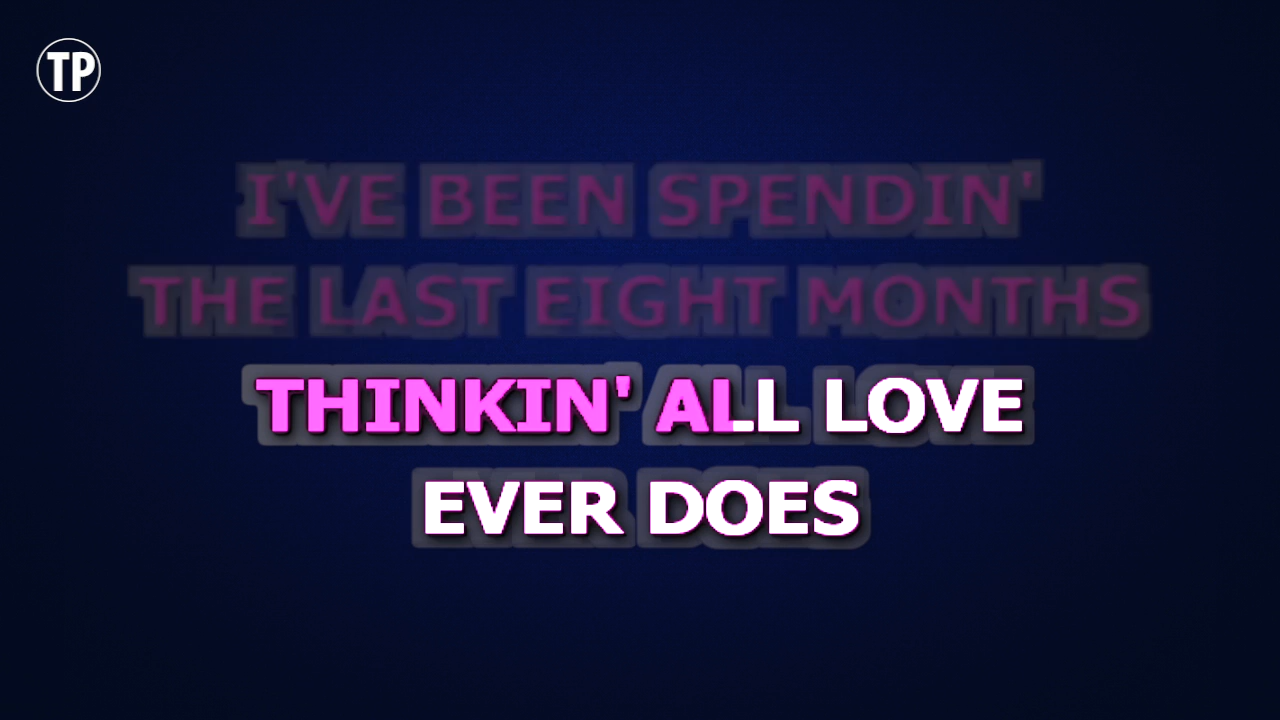 TP
I'VE BEEN SPENDIN'
THE LAST EIGHT MONTHS
THINKIN' ALL LOVE
EVER DOES